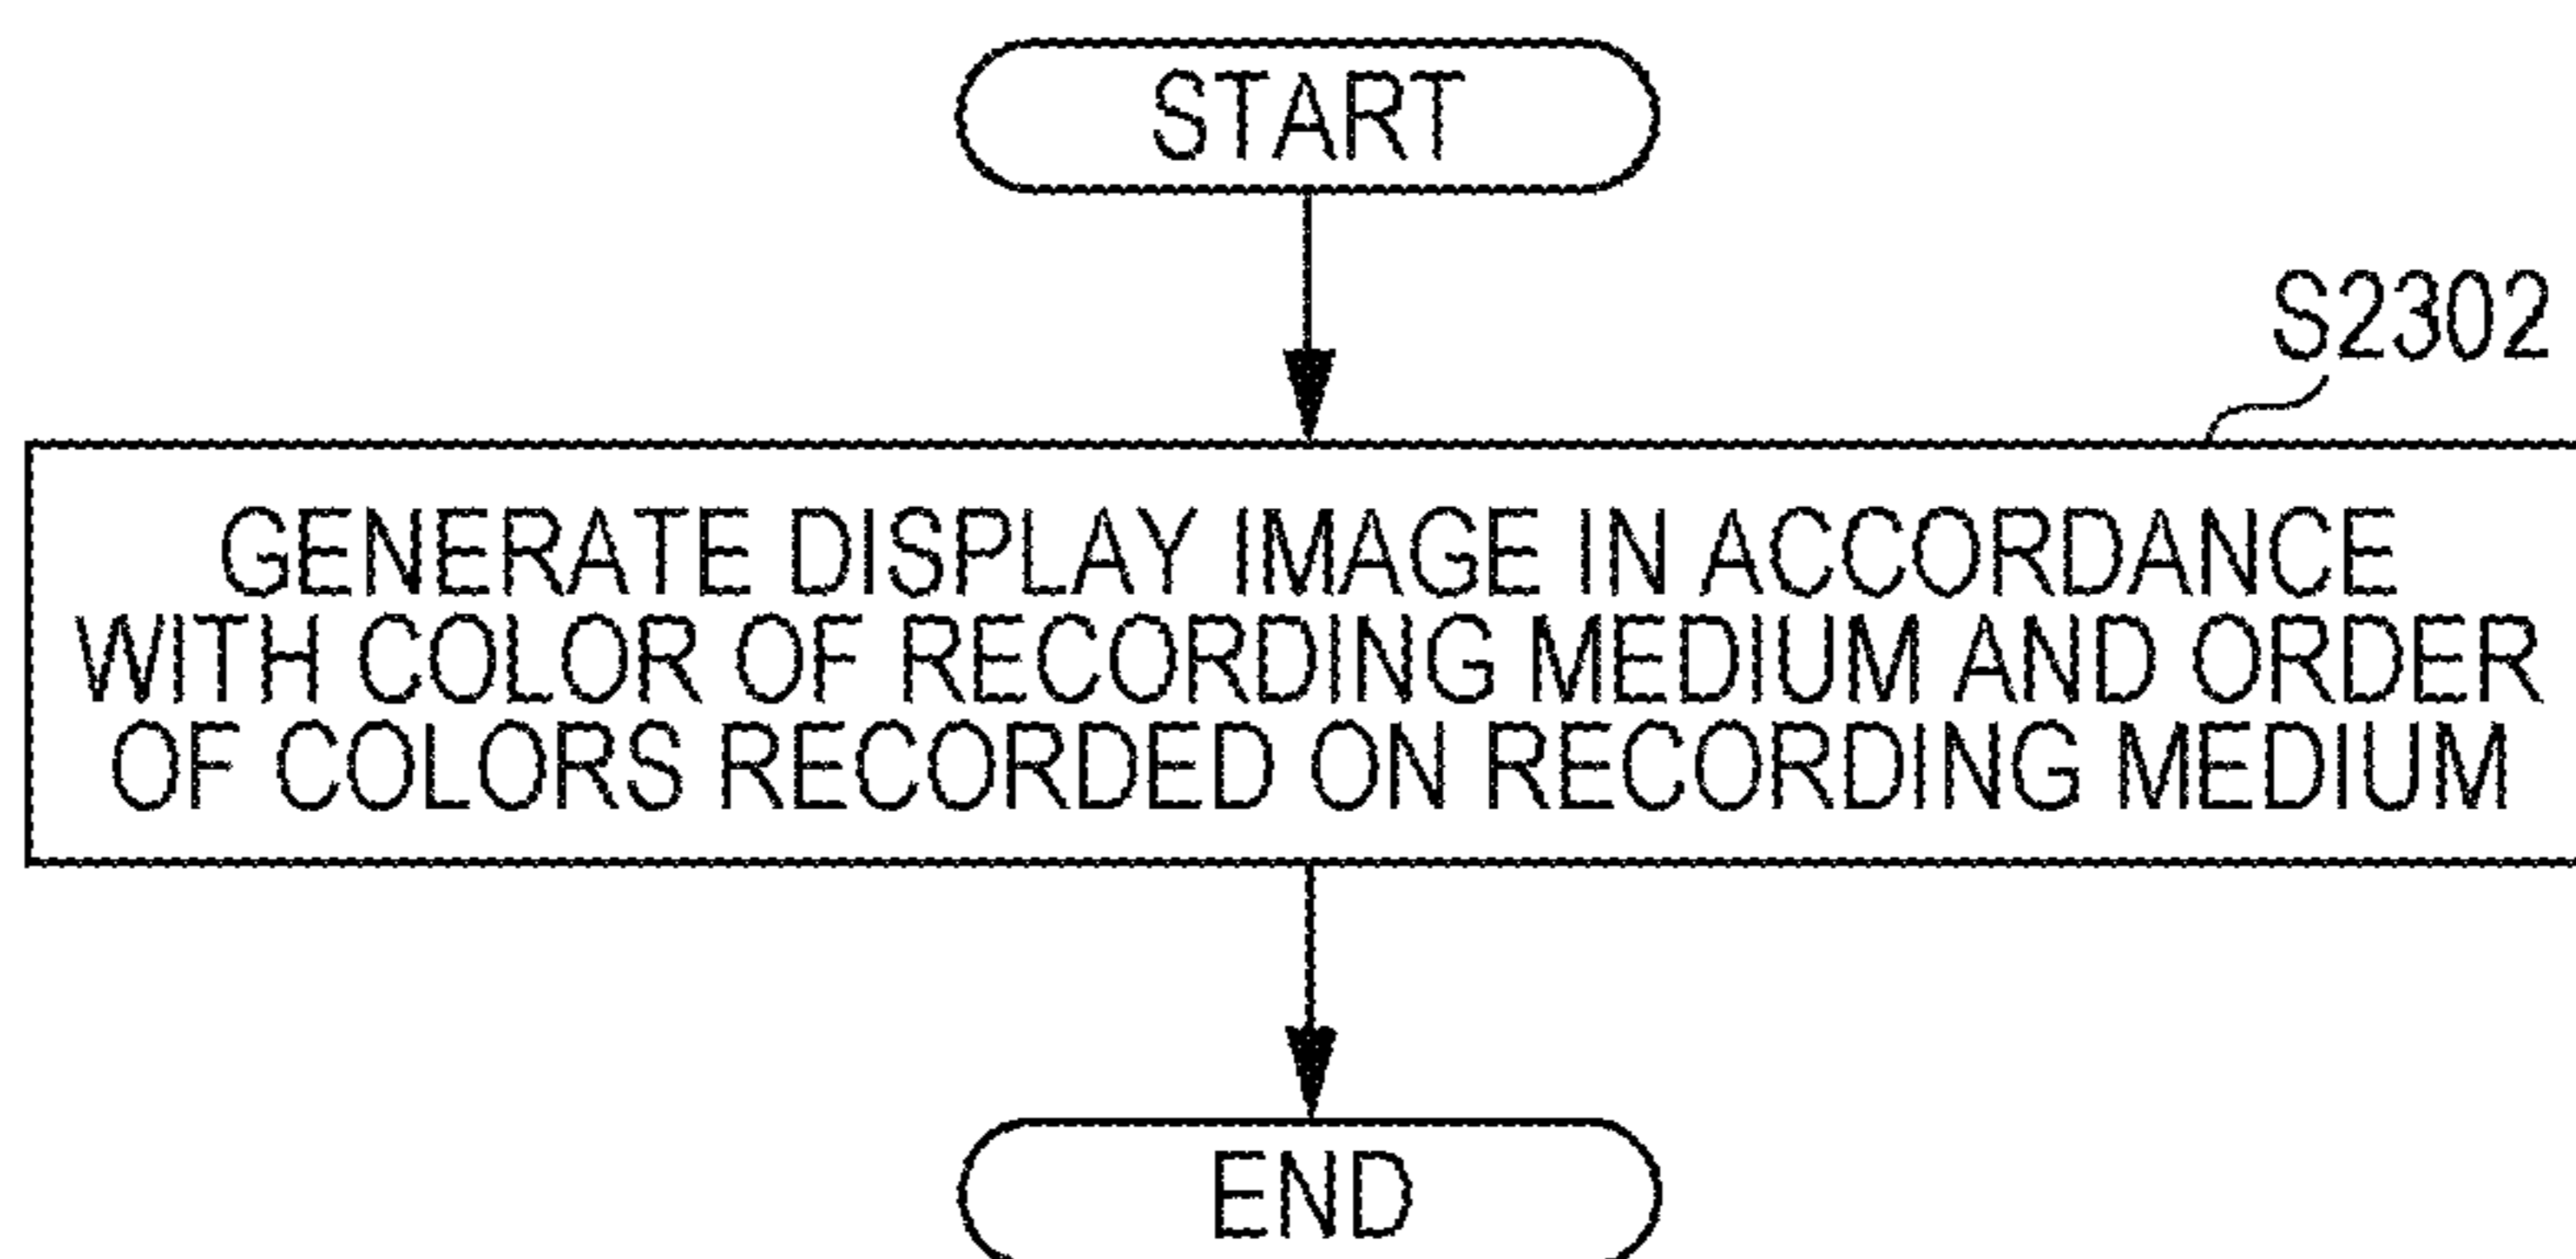 START
S2302
GENERATE DISPLAY IMAGE IN ACCORDANCE
WITH COLOR OF RECORDING MEDIUM AND ORDER
OF COLORS RECORDED ON RECORDING MEDIUM
END